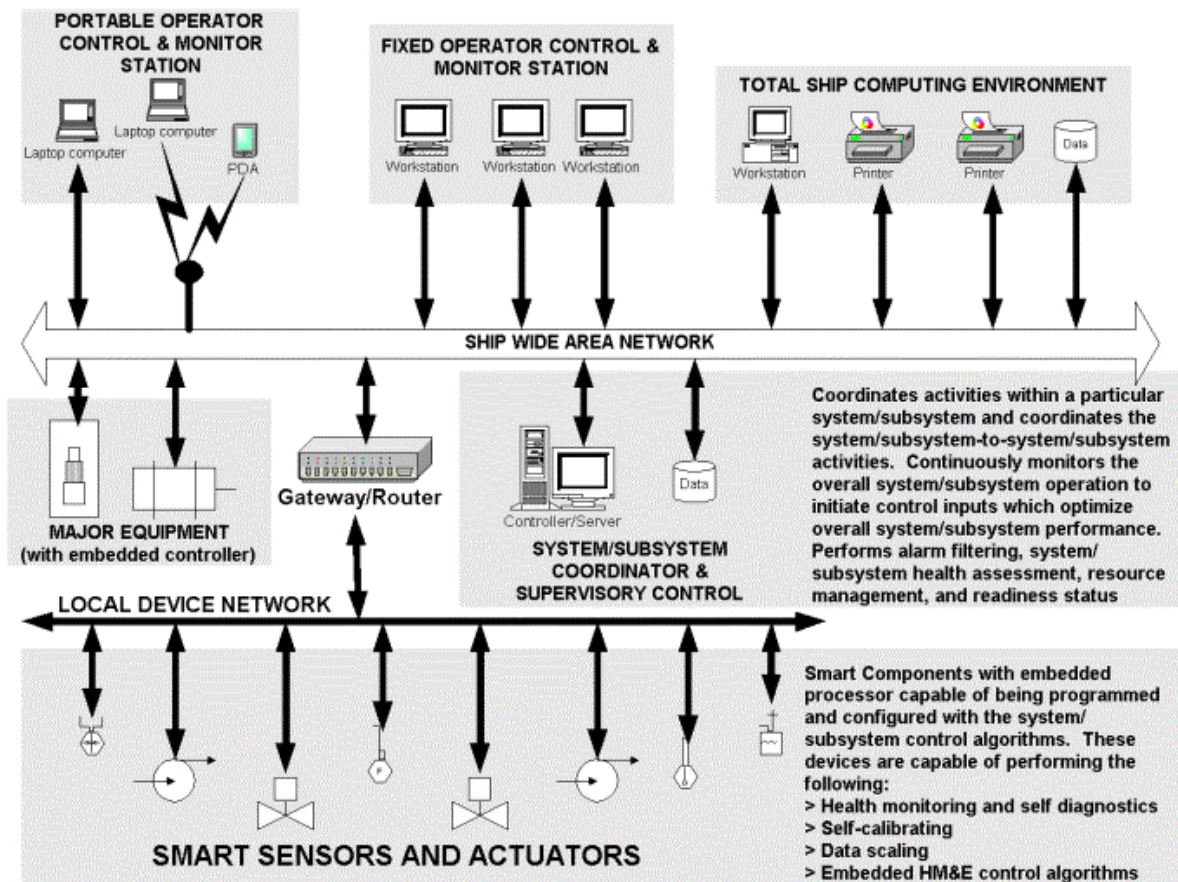 PORTABLE OPERATOR
CONTROL & MONITOR
STATION
Laptop computer
Laptop computer
PDA
FIXED OPERATOR CONTROL &
MONITOR STATION
Workstation
Workstation
Workstation
TOTAL SHIP COMPUTING ENVIRONMENT
Workstation
Printer
Printer
Data
SHIP WIDE AREA NETWORK
MAJOR EQUIPMENT
(with embedded controller)
Gateway/Router
Controller/Server
Data
SYSTEM/SUBSYSTEM
COORDINATOR &
SUPERVISORY CONTROL
Coordinates activities within a particular
system/subsystem and coordinates the
system/subsystem-to-system/subsystem
activities. Continuously monitors the
overall system/subsystem operation to
initiate control inputs which optimize
overall system/subsystem performance.
Performs alarm filtering, system/
subsystem health assessment, resource
management, and readiness status
LOCAL DEVICE NETWORK
F
SMART SENSORS AND ACTUATORS
Smart Components with embedded
processor capable of being programmed
and configured with the system/
subsystem control algorithms. These
devices are capable of performing the
following:
> Health monitoring and self diagnostics
> Self-calibrating
> Data scaling
> Embedded HM&E control algorithms